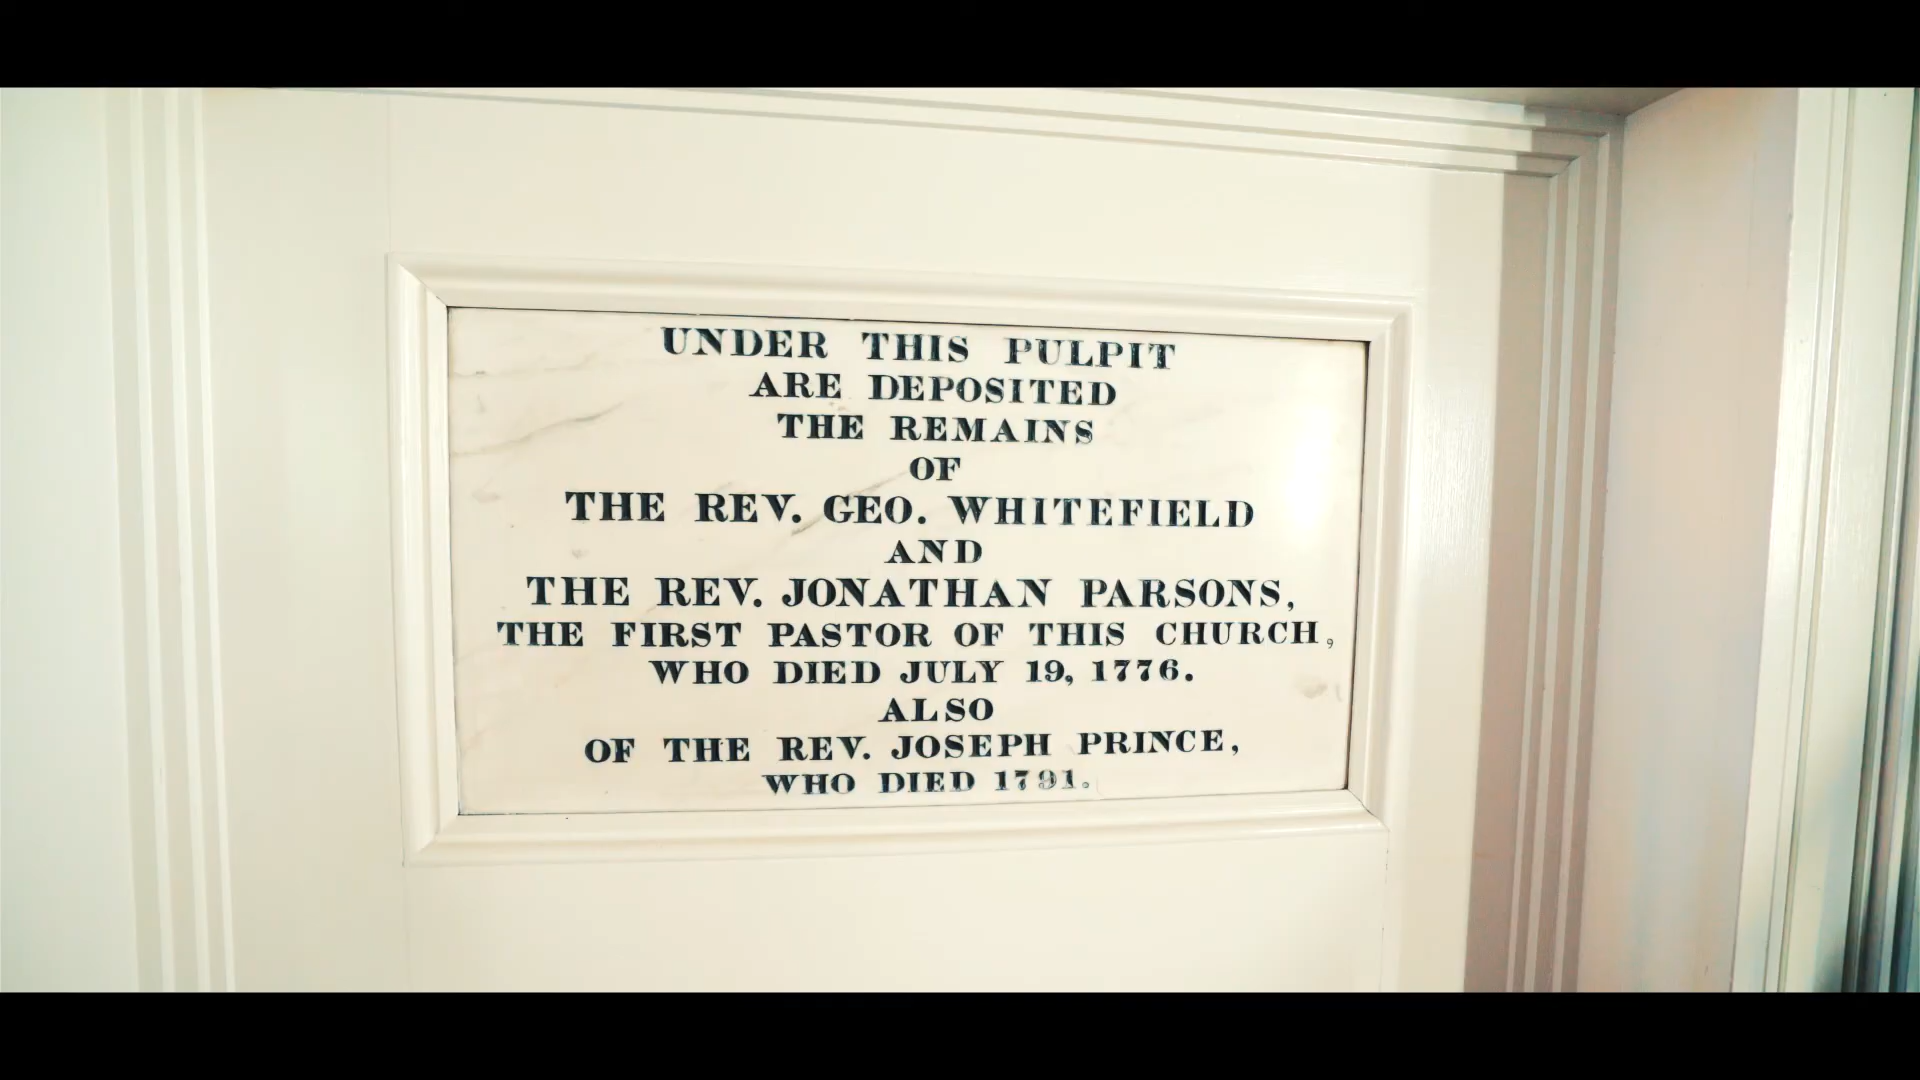 UNDER THIS PULPIT
ARE DEPOSITED
THE REMAINS
OF
THE REV. GEO. WHITEFIELD
AND
THE REV. JONATHAN PARSONS,
THE FIRST PASTOR OF THIS CHURCH,
WHO DIED JULY 19, 1776.
ALSO
OF THE REV. JOSEPH PRINCE,
WHO DIED 1791.